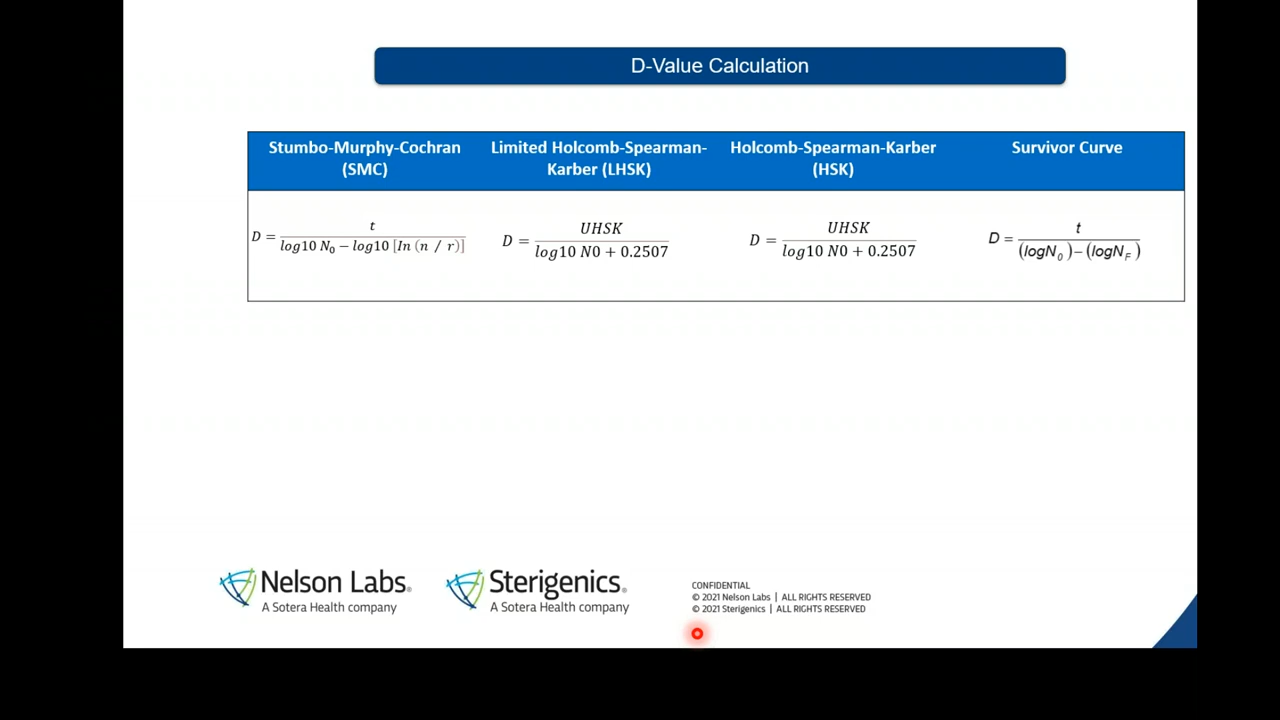 D-Value Calculation
Stumbo-Murphy-Cochran
(SMC)
Limited Holcomb-Spearman-
Karber (LHSK)
Holcomb-Spearman-Karber
(HSK)
Survivor Curve
D = t / log10 N₀ − log10 [In (n / r)]
D = UHSK / log10 N0 + 0.2507
D = UHSK / log10 N0 + 0.2507
D = t / (logN₀) − (logN_F)
Nelson Labs®
A Sotera Health company
Sterigenics®
A Sotera Health company
CONFIDENTIAL
© 2021 Nelson Labs | ALL RIGHTS RESERVED
© 2021 Sterigenics | ALL RIGHTS RESERVED